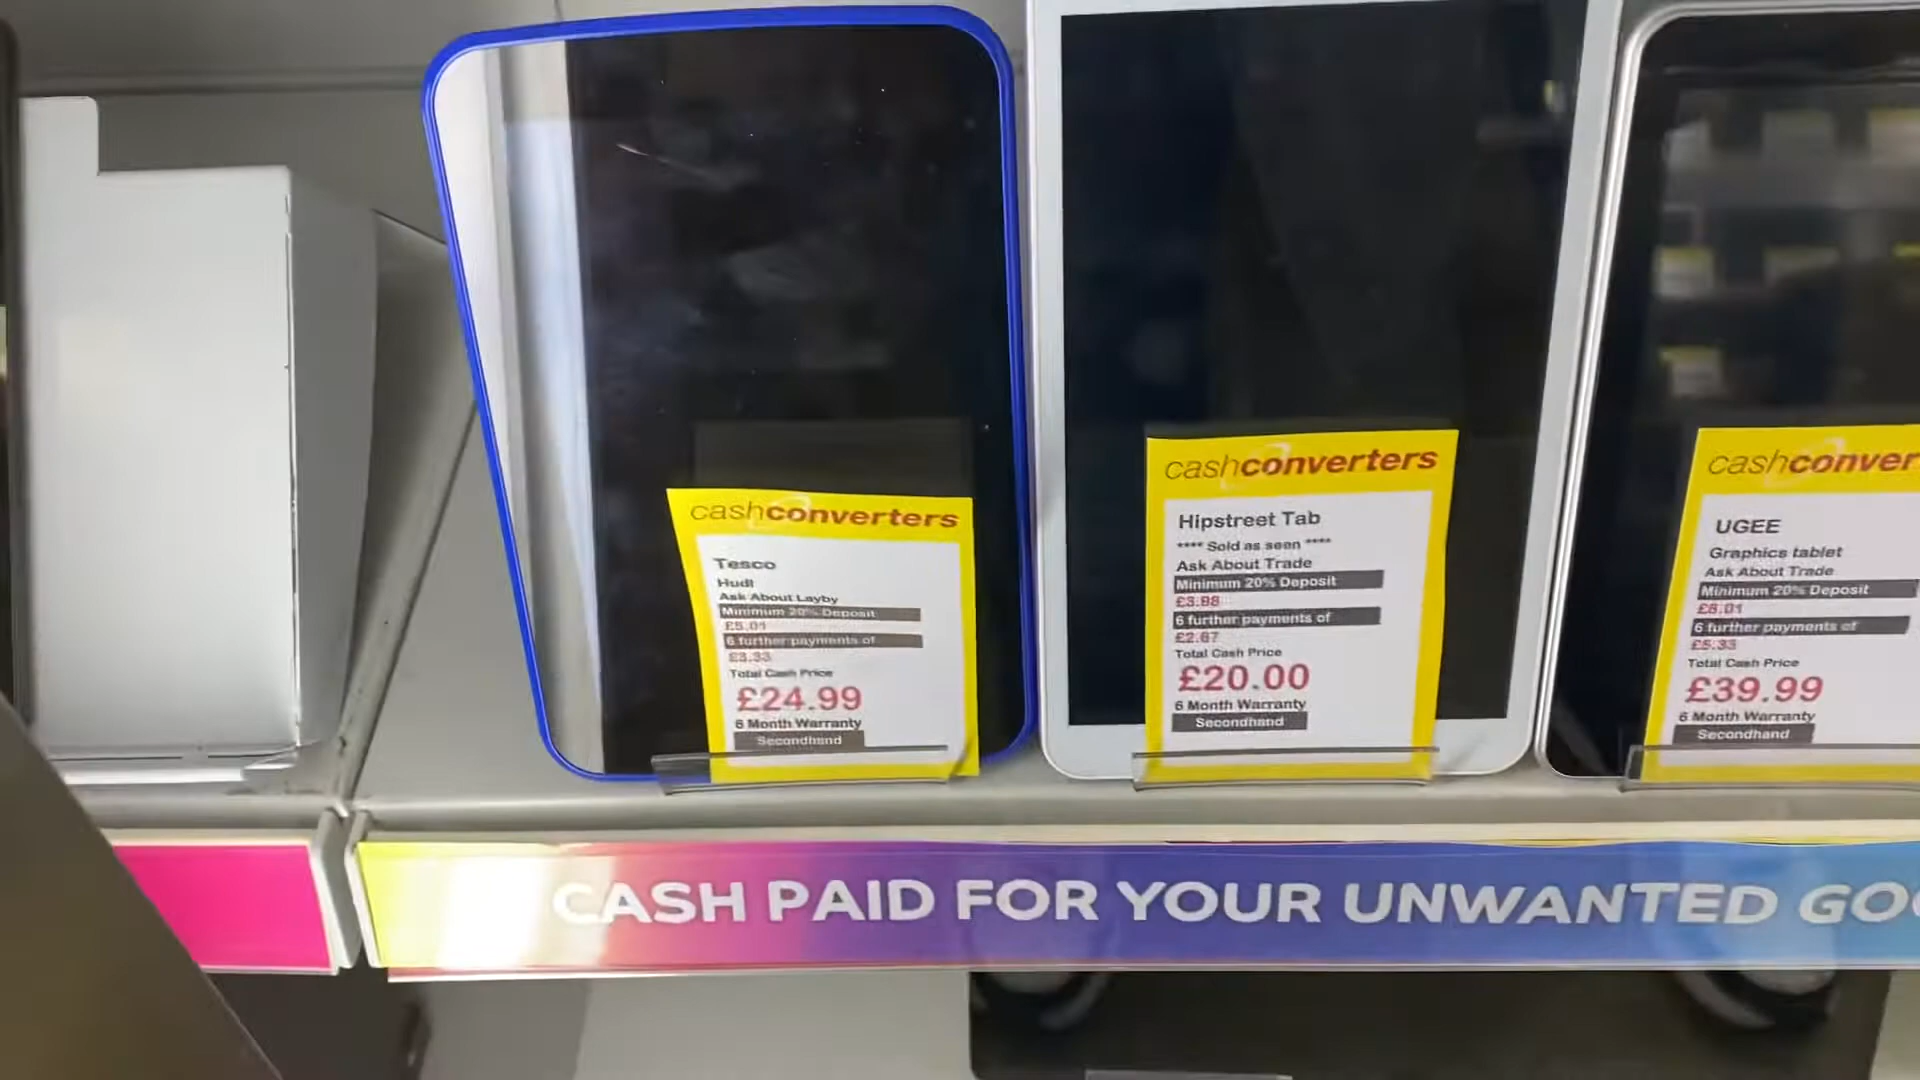 cashconverters
Tesco
Hudl
Ask About Layby
Minimum 20% Deposit
£5.01
6 further payments of
£3.33
Total Cash Price
£24.99
6 Month Warranty
Secondhand
cashconverters
Hipstreet Tab
**** Sold as seen ****
Ask About Trade
Minimum 20% Deposit
£3.98
6 further payments of
£2.67
Total Cash Price
£20.00
6 Month Warranty
Secondhand
cashconver
UGEE
Graphics tablet
Ask About Trade
Minimum 20% Deposit
£8.01
6 further payments of
£5.33
Total Cash Price
£39.99
6 Month Warranty
Secondhand
CASH PAID FOR YOUR UNWANTED GO